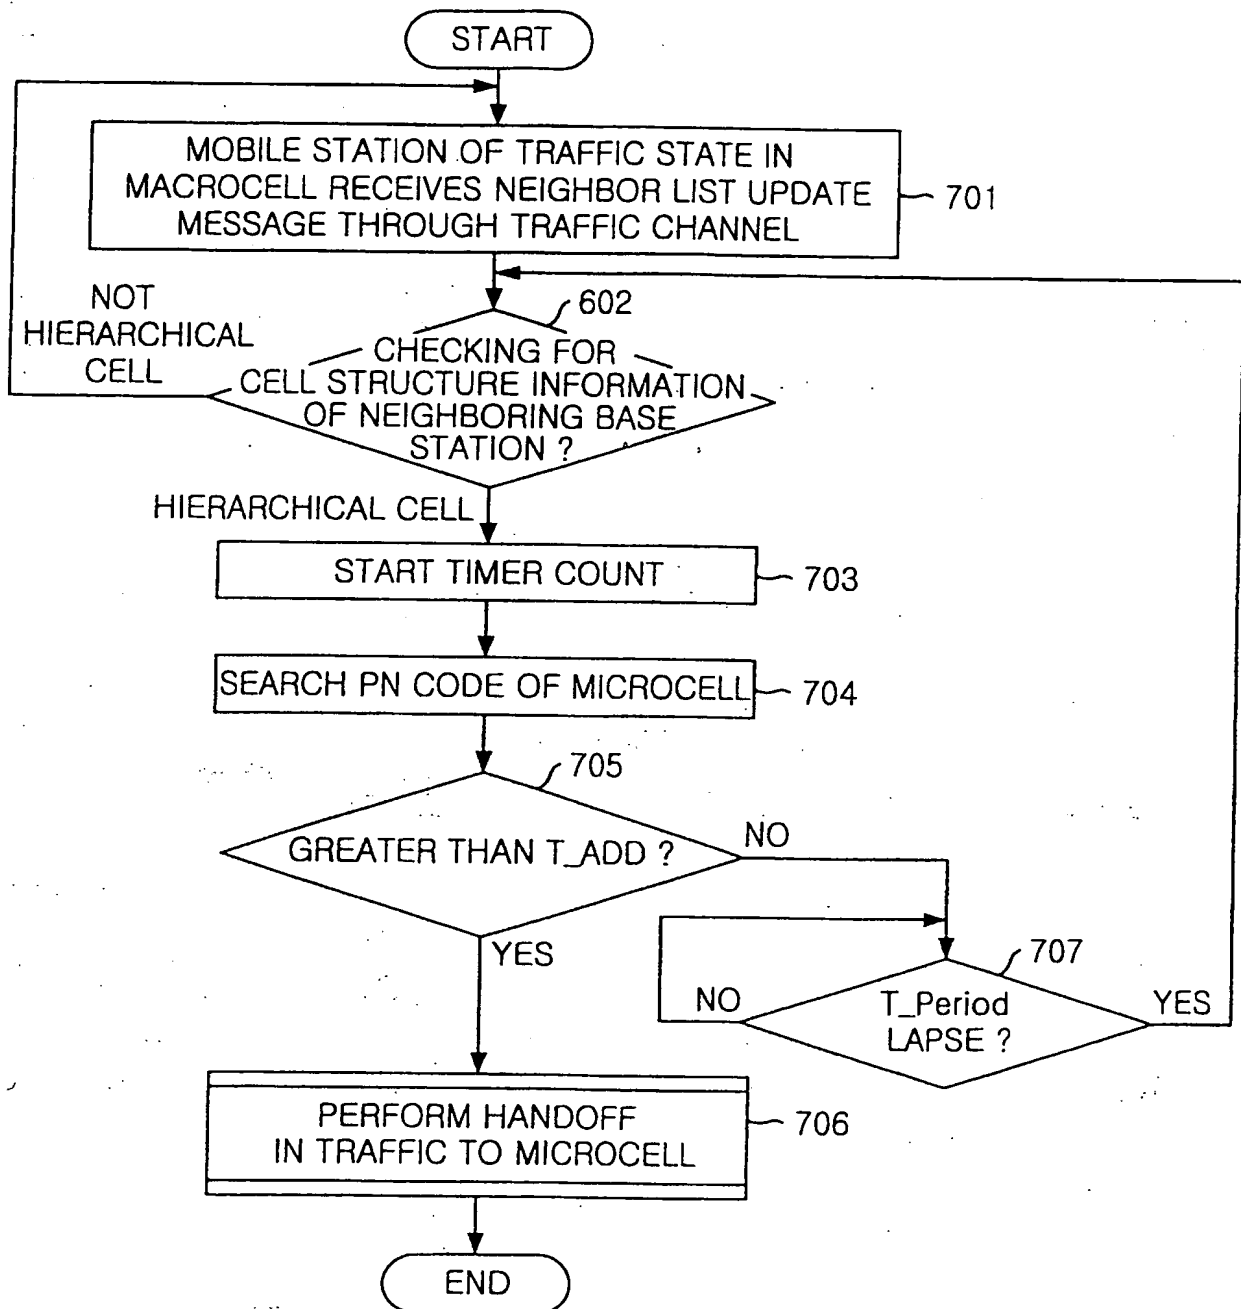 START
MOBILE STATION OF TRAFFIC STATE IN
MACROCELL RECEIVES NEIGHBOR LIST UPDATE
MESSAGE THROUGH TRAFFIC CHANNEL
701
NOT
HIERARCHICAL
CELL
602
CHECKING FOR
CELL STRUCTURE INFORMATION
OF NEIGHBORING BASE
STATION ?
HIERARCHICAL CELL
START TIMER COUNT
703
SEARCH PN CODE OF MICROCELL
704
705
GREATER THAN T_ADD ?
NO
YES
707
NO
T_Period
LAPSE ?
YES
PERFORM HANDOFF
IN TRAFFIC TO MICROCELL
706
END